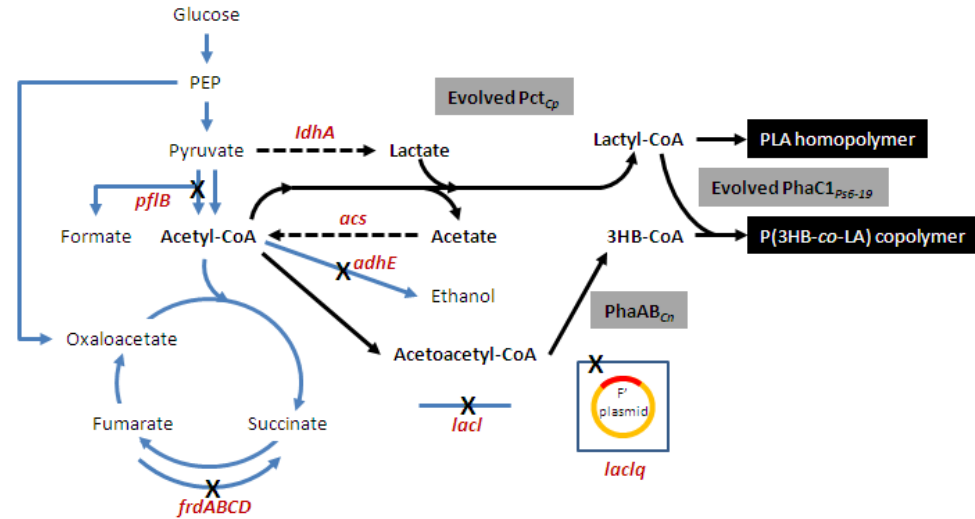 Glucose
PEP
Evolved Pct_Cp
ldhA
Pyruvate
Lactate
Lactyl-CoA
PLA homopolymer
X
pflB
Evolved PhaC1_Ps6-19
acs
Formate
Acetyl-CoA
Acetate
3HB-CoA
P(3HB-co-LA) copolymer
X
adhE
Ethanol
PhaAB_Cn
Oxaloacetate
Acetoacetyl-CoA
X
F'
plasmid
X
lacI
Fumarate
Succinate
lacIq
X
frdABCD